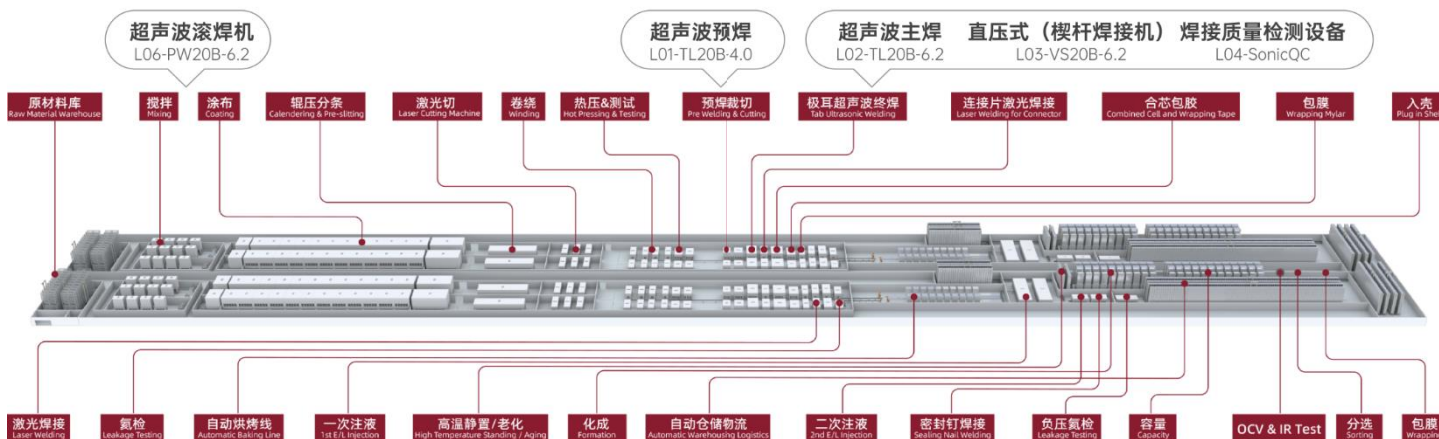 超声波滚焊机
L06-PW20B-6.2
超声波预焊
L01-TL20B-4.0
超声波主焊 直压式（楔杆焊接机） 焊接质量检测设备
L02-TL20B-6.2 L03-VS20B-6.2 L04-SonicQC
原材料库
Raw Material Warehouse
搅拌
Mixing
涂布
Coating
辊压分条
Calendering & Pre-slitting
激光切
Laser Cutting Machine
卷绕
Winding
热压&测试
Hot Pressing & Testing
预焊裁切
Pre Welding & Cutting
极耳超声波终焊
Tab Ultrasonic Welding
连接片激光焊接
Laser Welding for Connector
合芯包胶
Combined Cell and Wrapping Tape
包膜
Wrapping Mylar
入壳
Plug in Shel
激光焊接
Laser Welding
氦检
Leakage Testing
自动烘烤线
Automatic Baking Line
一次注液
1st E/L Injection
高温静置/老化
High Temperature Standing / Aging
化成
Formation
自动仓储物流
Automatic Warehousing Logistics
二次注液
2nd E/L Injection
密封钉焊接
Sealing Nail Welding
负压氦检
Leakage Testing
容量
Capacity
OCV & IR Test
分选
Sorting
包膜
Wrapping